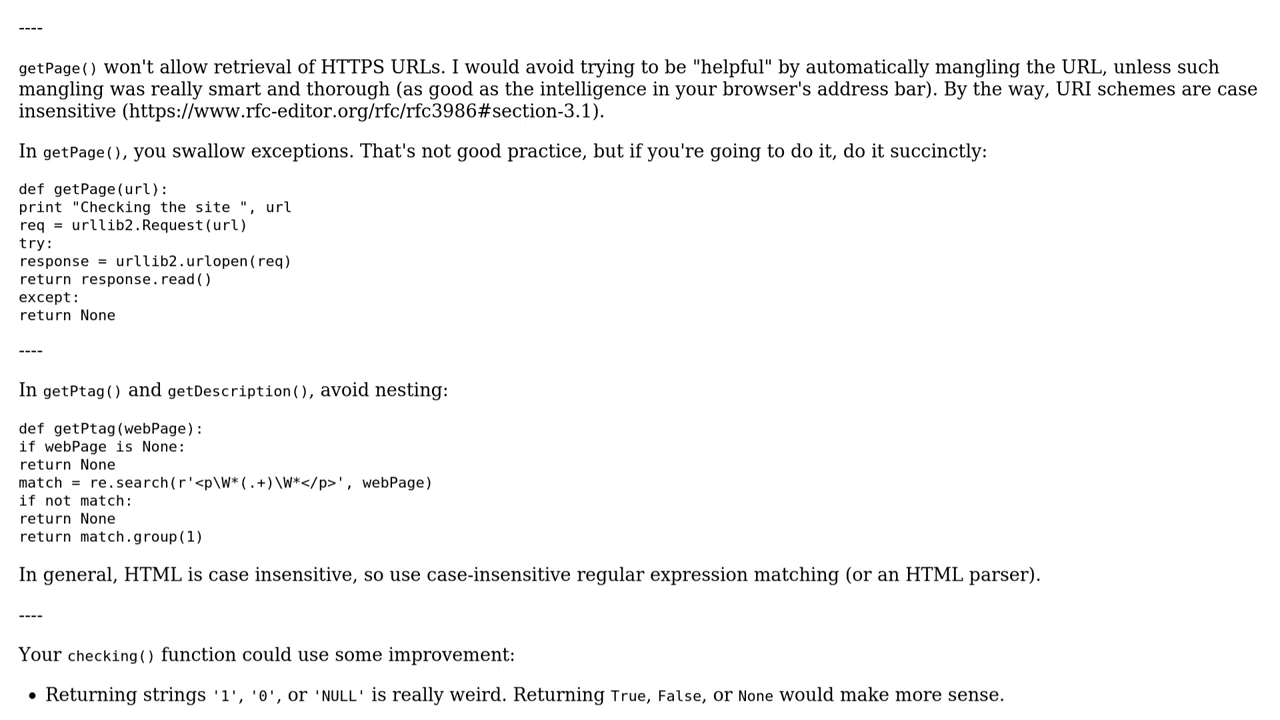 ----
getPage() won't allow retrieval of HTTPS URLs. I would avoid trying to be "helpful" by automatically mangling the URL, unless such
mangling was really smart and thorough (as good as the intelligence in your browser's address bar). By the way, URI schemes are case
insensitive (https://www.rfc-editor.org/rfc/rfc3986#section-3.1).
In getPage(), you swallow exceptions. That's not good practice, but if you're going to do it, do it succinctly:
def getPage(url):
print "Checking the site ", url
req = urllib2.Request(url)
try:
response = urllib2.urlopen(req)
return response.read()
except:
return None
----
In getPtag() and getDescription(), avoid nesting:
def getPtag(webPage):
if webPage is None:
return None
match = re.search(r'<p\W*(.+)\W*</p>', webPage)
if not match:
return None
return match.group(1)
In general, HTML is case insensitive, so use case-insensitive regular expression matching (or an HTML parser).
----
Your checking() function could use some improvement:
• Returning strings '1', '0', or 'NULL' is really weird. Returning True, False, or None would make more sense.